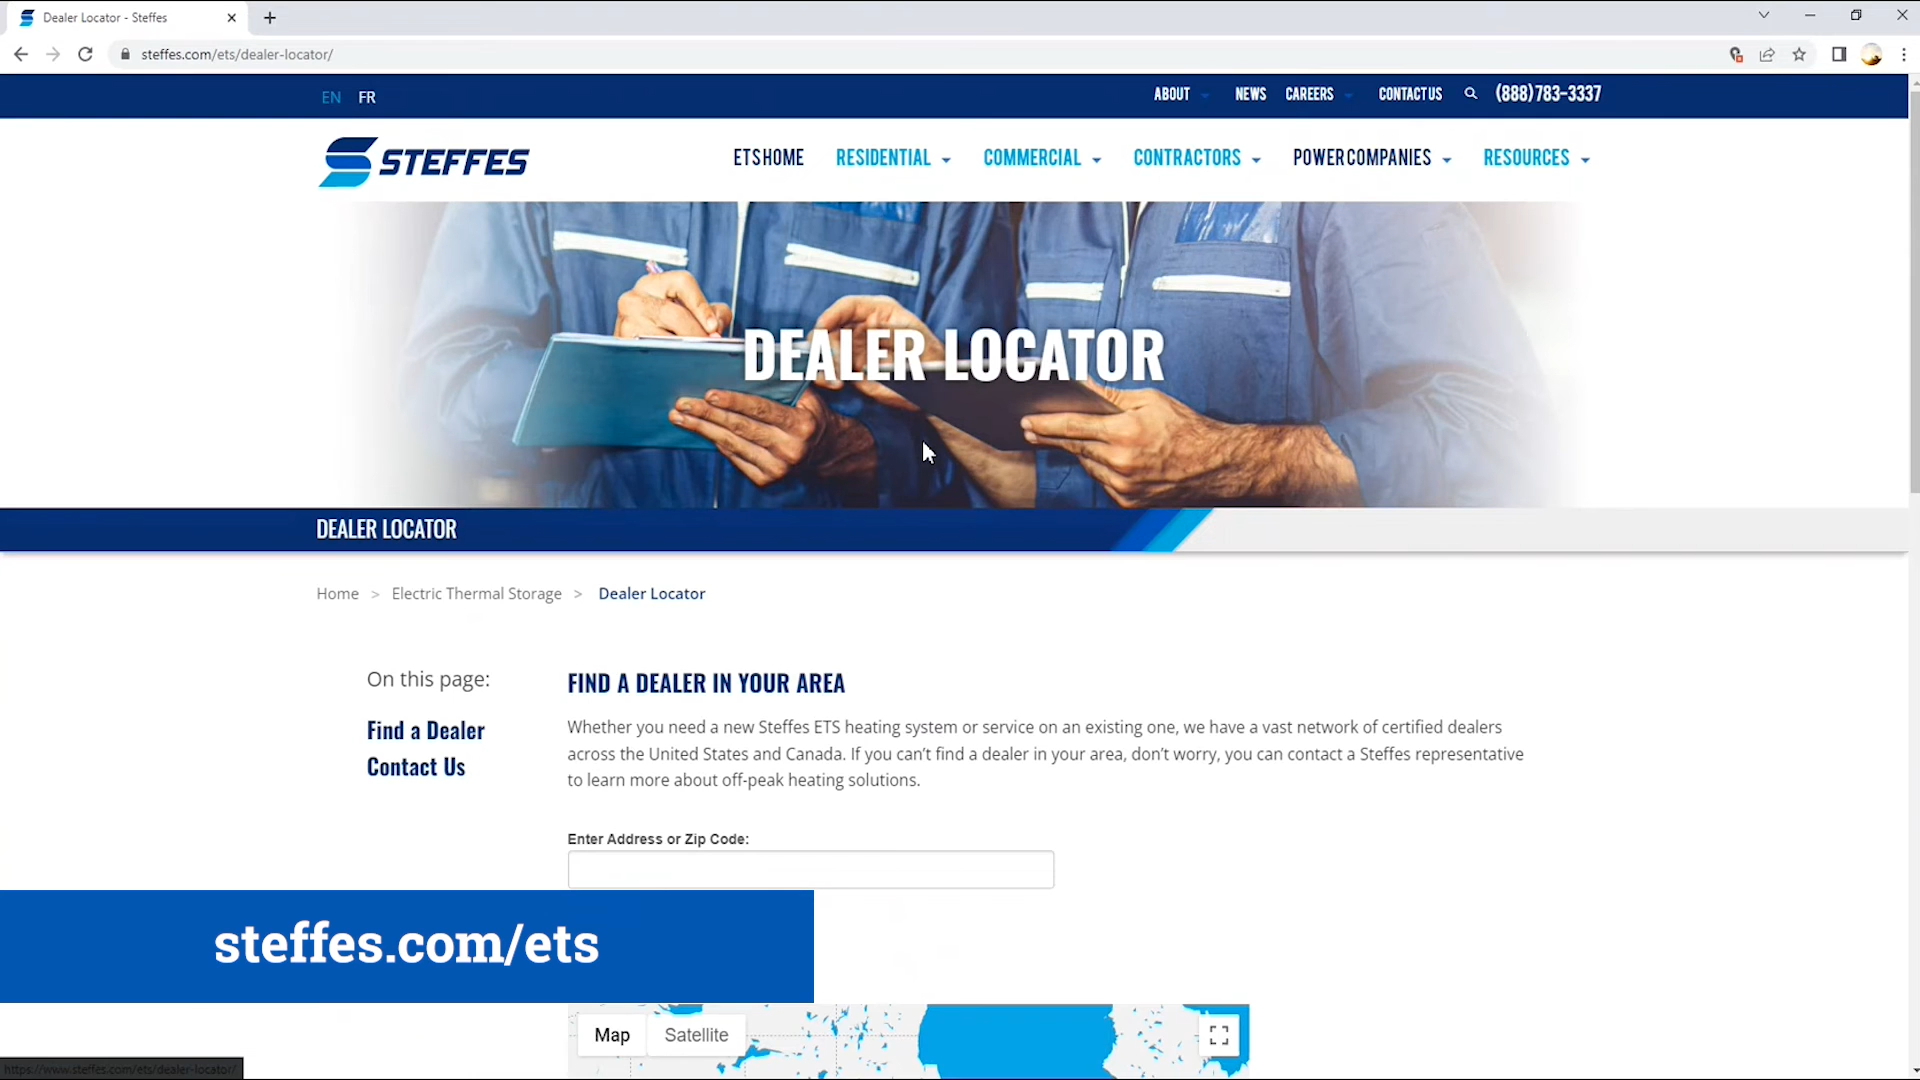 Dealer Locator - Steffes
steffes.com/ets/dealer-locator/
EN FR
ABOUT NEWS CAREERS CONTACT US (888) 783-3337
STEFFES
ETS HOME RESIDENTIAL COMMERCIAL CONTRACTORS POWER COMPANIES RESOURCES
DEALER LOCATOR
DEALER LOCATOR
Home > Electric Thermal Storage > Dealer Locator
On this page:
Find a Dealer
Contact Us
FIND A DEALER IN YOUR AREA
Whether you need a new Steffes ETS heating system or service on an existing one, we have a vast network of certified dealers
across the United States and Canada. If you can't find a dealer in your area, don't worry, you can contact a Steffes representative
to learn more about off-peak heating solutions.
Enter Address or Zip Code:
steffes.com/ets
Map Satellite
https://www.steffes.com/ets/dealer-locator/